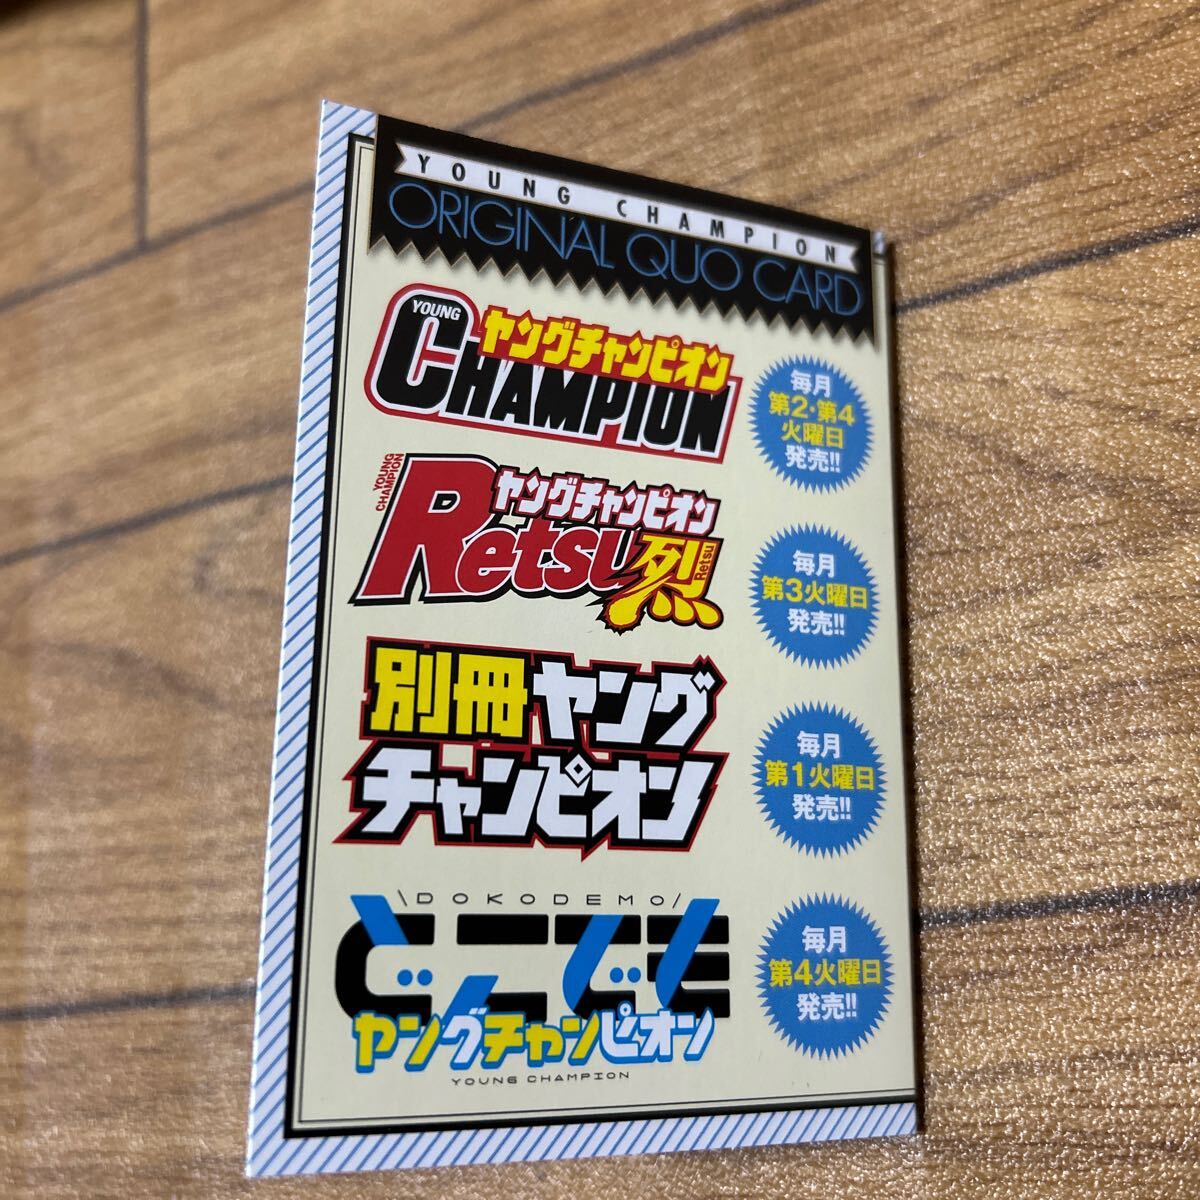 YOUNG CHAMPION
ORIGINAL QUO CARD
YOUNG
ヤングチャンピオン
CHAMPION
毎月
第2・第4
火曜日
発売!!
YOUNG
CHAMPION
ヤングチャンピオン
Retsu烈
Retsu
毎月
第3火曜日
発売!!
別冊ヤング
チャンピオン
毎月
第1火曜日
発売!!
\DOKODEMO/
どこでも
ヤングチャンピオン
YOUNG CHAMPION
毎月
第4火曜日
発売!!